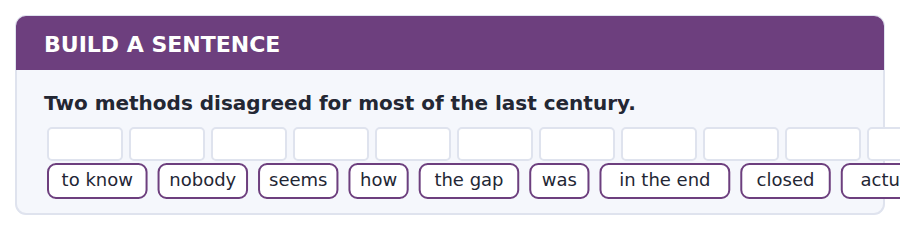 BUILD A SENTENCE
Two methods disagreed for most of the last century.
to know nobody seems how the gap was in the end closed